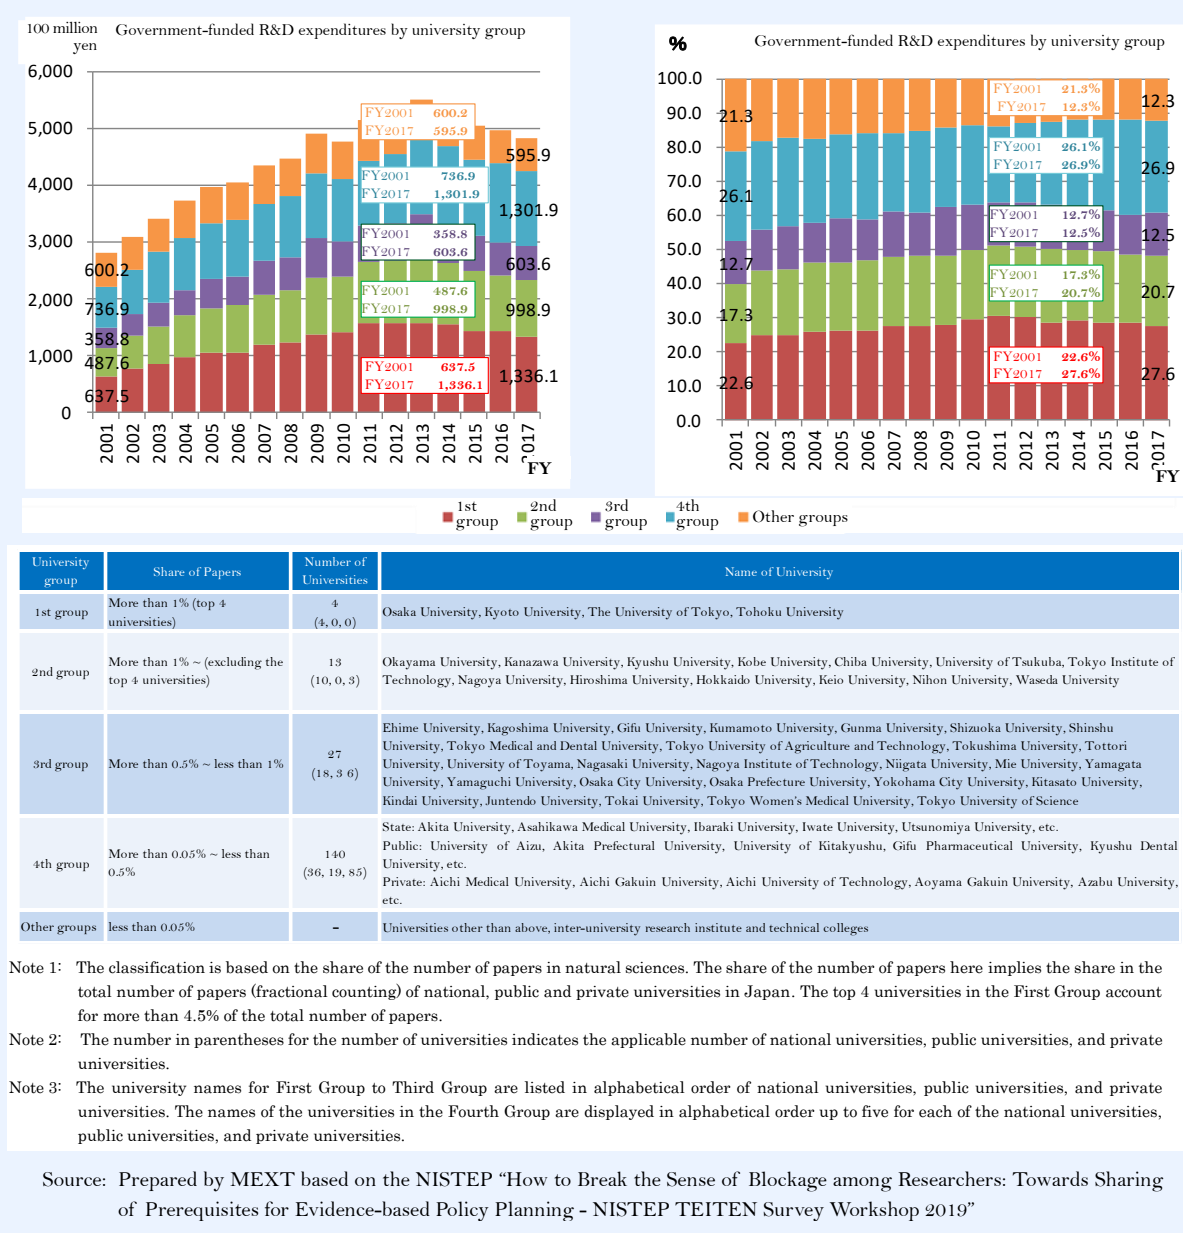 100 million
yen
Government-funded R&D expenditures by university group
6,000
5,000
4,000
3,000
2,000
1,000
0
600.2
736.9
358.8
487.6
637.5
FY2001 600.2
FY2017 595.9
FY2001 736.9
FY2017 1,301.9
FY2001 358.8
FY2017 603.6
FY2001 487.6
FY2017 998.9
FY2001 637.5
FY2017 1,336.1
595.9
1,301.9
603.6
998.9
1,336.1
2001 2002 2003 2004 2005 2006 2007 2008 2009 2010 2011 2012 2013 2014 2015 2016 2017
FY
%
Government-funded R&D expenditures by university group
100.0
90.0
80.0
70.0
60.0
50.0
40.0
30.0
20.0
10.0
0.0
21.3
26.1
12.7
17.3
22.6
FY2001 21.3%
FY2017 12.3%
FY2001 26.1%
FY2017 26.9%
FY2001 12.7%
FY2017 12.5%
FY2001 17.3%
FY2017 20.7%
FY2001 22.6%
FY2017 27.6%
12.3
26.9
12.5
20.7
27.6
2001 2002 2003 2004 2005 2006 2007 2008 2009 2010 2011 2012 2013 2014 2015 2016 2017
FY
1st group
2nd group
3rd group
4th group
Other groups
University group
Share of Papers
Number of Universities
Name of University
1st group
More than 1% (top 4
universities)
4
(4, 0, 0)
Osaka University, Kyoto University, The University of Tokyo, Tohoku University
2nd group
More than 1% ~ (excluding the
top 4 universities)
13
(10, 0, 3)
Okayama University, Kanazawa University, Kyushu University, Kobe University, Chiba University, University of Tsukuba, Tokyo Institute of
Technology, Nagoya University, Hiroshima University, Hokkaido University, Keio University, Nihon University, Waseda University
3rd group
More than 0.5% ~ less than 1%
27
(18, 3 6)
Ehime University, Kagoshima University, Gifu University, Kumamoto University, Gunma University, Shizuoka University, Shinshu
University, Tokyo Medical and Dental University, Tokyo University of Agriculture and Technology, Tokushima University, Tottori
University, University of Toyama, Nagasaki University, Nagoya Institute of Technology, Niigata University, Mie University, Yamagata
University, Yamaguchi University, Osaka City University, Osaka Prefecture University, Yokohama City University, Kitasato University,
Kindai University, Juntendo University, Tokai University, Tokyo Women's Medical University, Tokyo University of Science
4th group
More than 0.05% ~ less than
0.5%
140
(36, 19, 85)
State: Akita University, Asahikawa Medical University, Ibaraki University, Iwate University, Utsunomiya University, etc.
Public: University of Aizu, Akita Prefectural University, University of Kitakyushu, Gifu Pharmaceutical University, Kyushu Dental
University, etc.
Private: Aichi Medical University, Aichi Gakuin University, Aichi University of Technology, Aoyama Gakuin University, Azabu University,
etc.
Other groups
less than 0.05%
–
Universities other than above, inter-university research institute and technical colleges
Note 1: The classification is based on the share of the number of papers in natural sciences. The share of the number of papers here implies the share in the
total number of papers (fractional counting) of national, public and private universities in Japan. The top 4 universities in the First Group account
for more than 4.5% of the total number of papers.
Note 2: The number in parentheses for the number of universities indicates the applicable number of national universities, public universities, and private
universities.
Note 3: The university names for First Group to Third Group are listed in alphabetical order of national universities, public universities, and private
universities. The names of the universities in the Fourth Group are displayed in alphabetical order up to five for each of the national universities,
public universities, and private universities.
Source: Prepared by MEXT based on the NISTEP “How to Break the Sense of Blockage among Researchers: Towards Sharing
of Prerequisites for Evidence-based Policy Planning - NISTEP TEITEN Survey Workshop 2019”